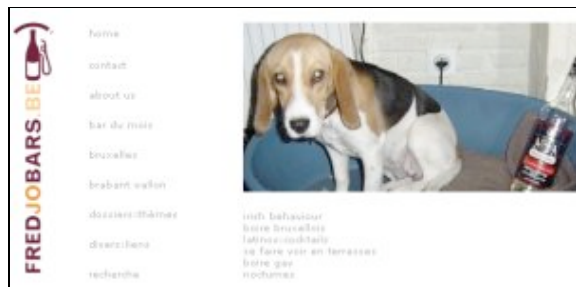 FREDJOBARS.BE
home
contact
about us
bar du mois
bruxelles
brabant wallon
dossiers:thèmes
divers:liens
recherche
irish behaviour
boire bruxellois
latinos-cocktails
se faire voir en terrasses
boire gay
nocturnes